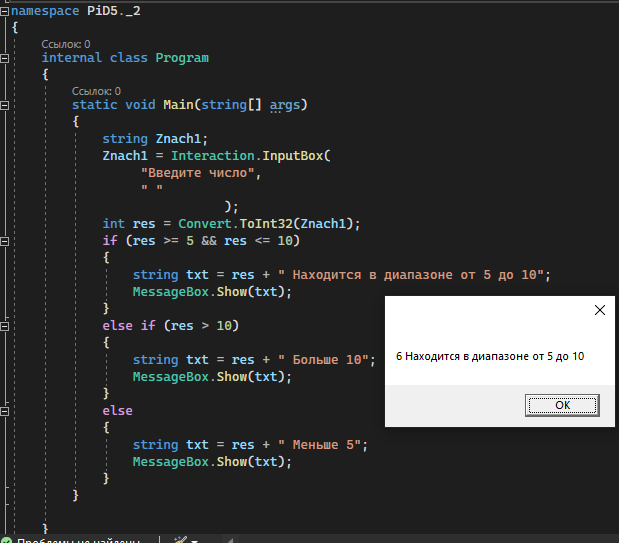 namespace PiD5._2
{
Ссылок: 0
internal class Program
{
Ссылок: 0
static void Main(string[] args)
{
string Znach1;
Znach1 = Interaction.InputBox(
"Введите число",
" "
);
int res = Convert.ToInt32(Znach1);
if (res >= 5 && res <= 10)
{
string txt = res + " Находится в диапазоне от 5 до 10";
MessageBox.Show(txt);
}
else if (res > 10)
{
string txt = res + " Больше 10";
MessageBox.Show(txt);
}
else
{
string txt = res + " Меньше 5";
MessageBox.Show(txt);
}
}
}
6 Находится в диапазоне от 5 до 10
OK
Проблемы не найдены